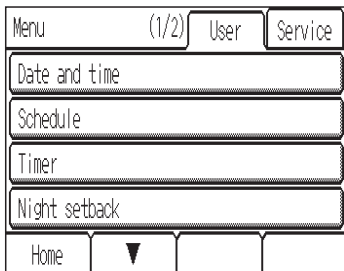 Menu (1/2) User Service
Date and time
Schedule
Timer
Night setback
Home ▼